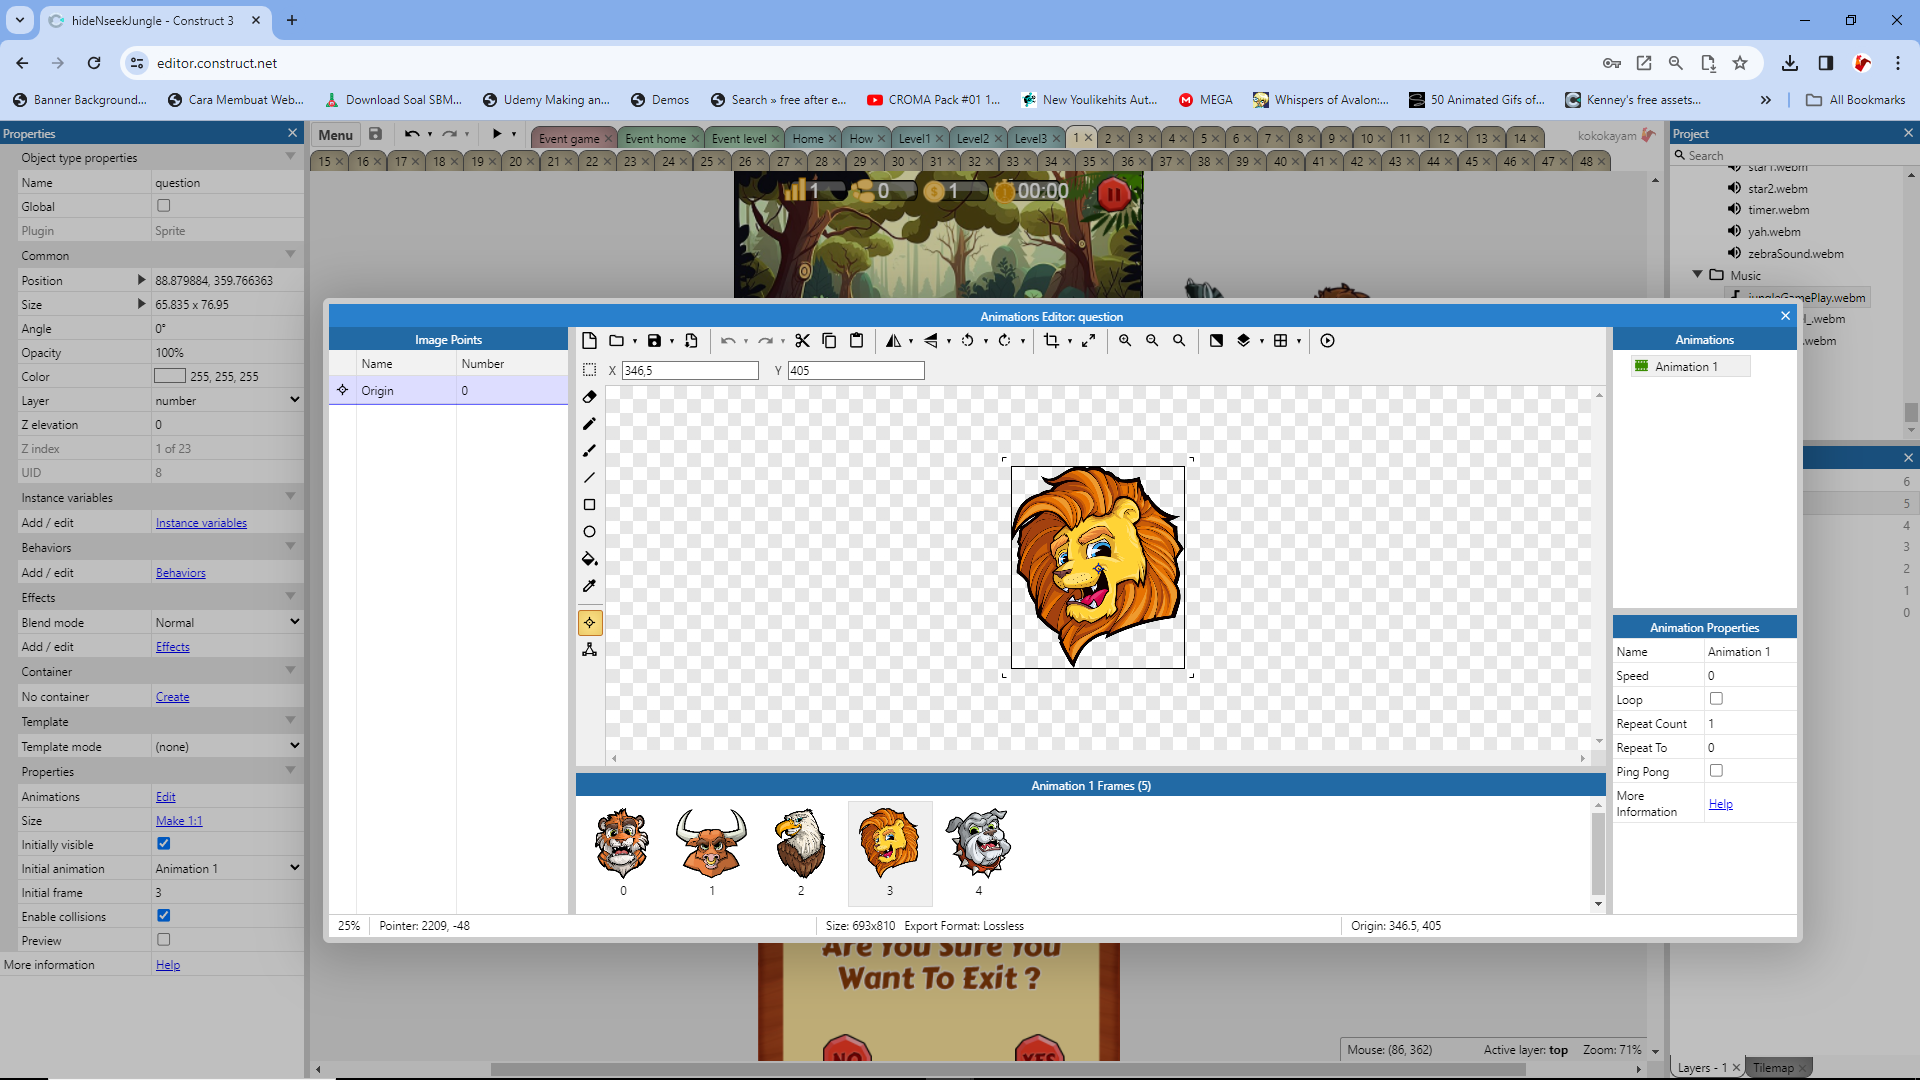 hideNseekJungle - Construct 3
editor.construct.net
Banner Background... Cara Membuat Web... Download Soal SBM... Udemy Making an... Demos Search » free after e... CROMA Pack #01 1... New Youlikehits Aut... MEGA Whispers of Avalon:... 50 Animated Gifs of... Kenney's free assets... » All Bookmarks
Properties
Menu
Event game Event home Event level Home How Level1 Level2 Level3 1 2 3 4 5 6 7 8 9 10 11 12 13 14
kokokayam
15 16 17 18 19 20 21 22 23 24 25 26 27 28 29 30 31 32 33 34 35 36 37 38 39 40 41 42 43 44 45 46 47 48
Object type properties
Name question
Global
Plugin Sprite
Common
Position 88.879884, 359.766363
Size 65.835 x 76.95
Angle 0°
Opacity 100%
Color 255, 255, 255
Layer number
Z elevation 0
Z index 1 of 23
UID 8
Instance variables
Add / edit Instance variables
Behaviors
Add / edit Behaviors
Effects
Blend mode Normal
Add / edit Effects
Container
No container Create
Template
Template mode (none)
Properties
Animations Edit
Size Make 1:1
Initially visible
Initial animation Animation 1
Initial frame 3
Enable collisions
Preview
More information Help
1 0 1 00:00
Animations Editor: question
Image Points
Name Number
Origin 0
X 346,5 Y 405
Animation 1 Frames (5)
0 1 2 3 4
25% Pointer: 2209, -48 Size: 693x810 Export Format: Lossless Origin: 346.5, 405
Animations
Animation 1
Animation Properties
Name Animation 1
Speed 0
Loop
Repeat Count 1
Repeat To 0
Ping Pong
More Information Help
Are You Sure You
Want To Exit ?
NO YES
Mouse: (86, 362) Active layer: top Zoom: 71%
Project
Search
star1.webm
star2.webm
timer.webm
yah.webm
zebraSound.webm
Music
jungleGamePlay.webm
.webm
.webm
6
5
4
3
2
1
0
Layers - 1 Tilemap